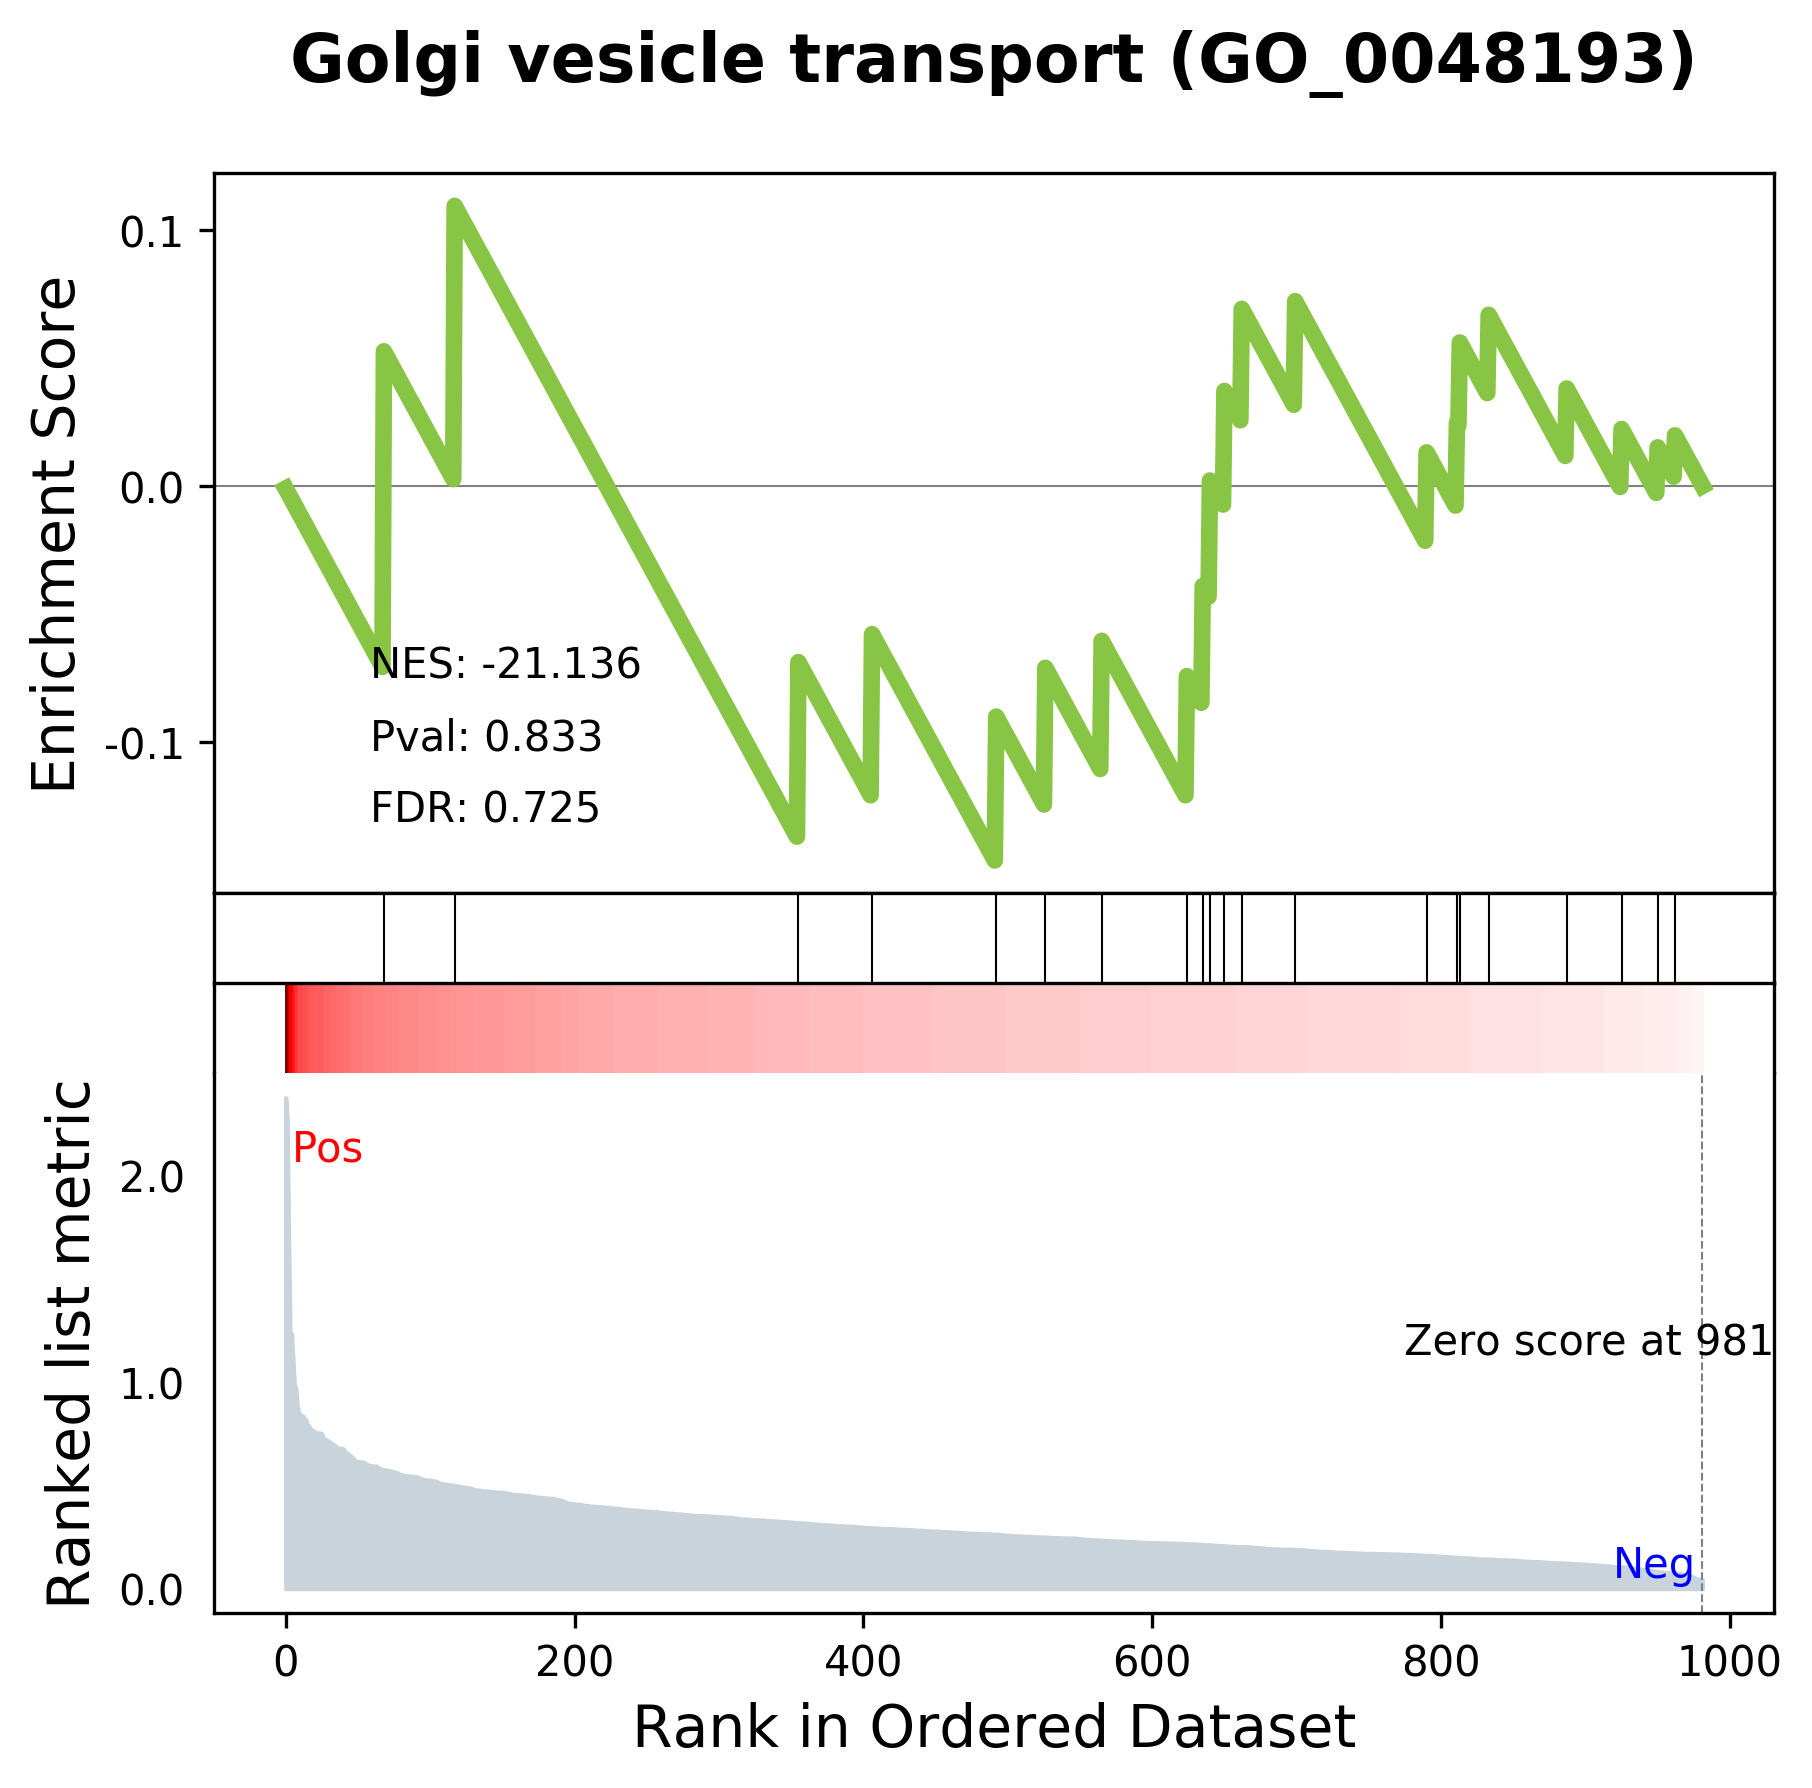 Golgi vesicle transport (GO_0048193)
Enrichment Score
0.1
0.0
-0.1
NES: -21.136
Pval: 0.833
FDR: 0.725
Ranked list metric
Pos
2.0
1.0
0.0
Zero score at 981
Neg
0 200 400 600 800 1000
Rank in Ordered Dataset